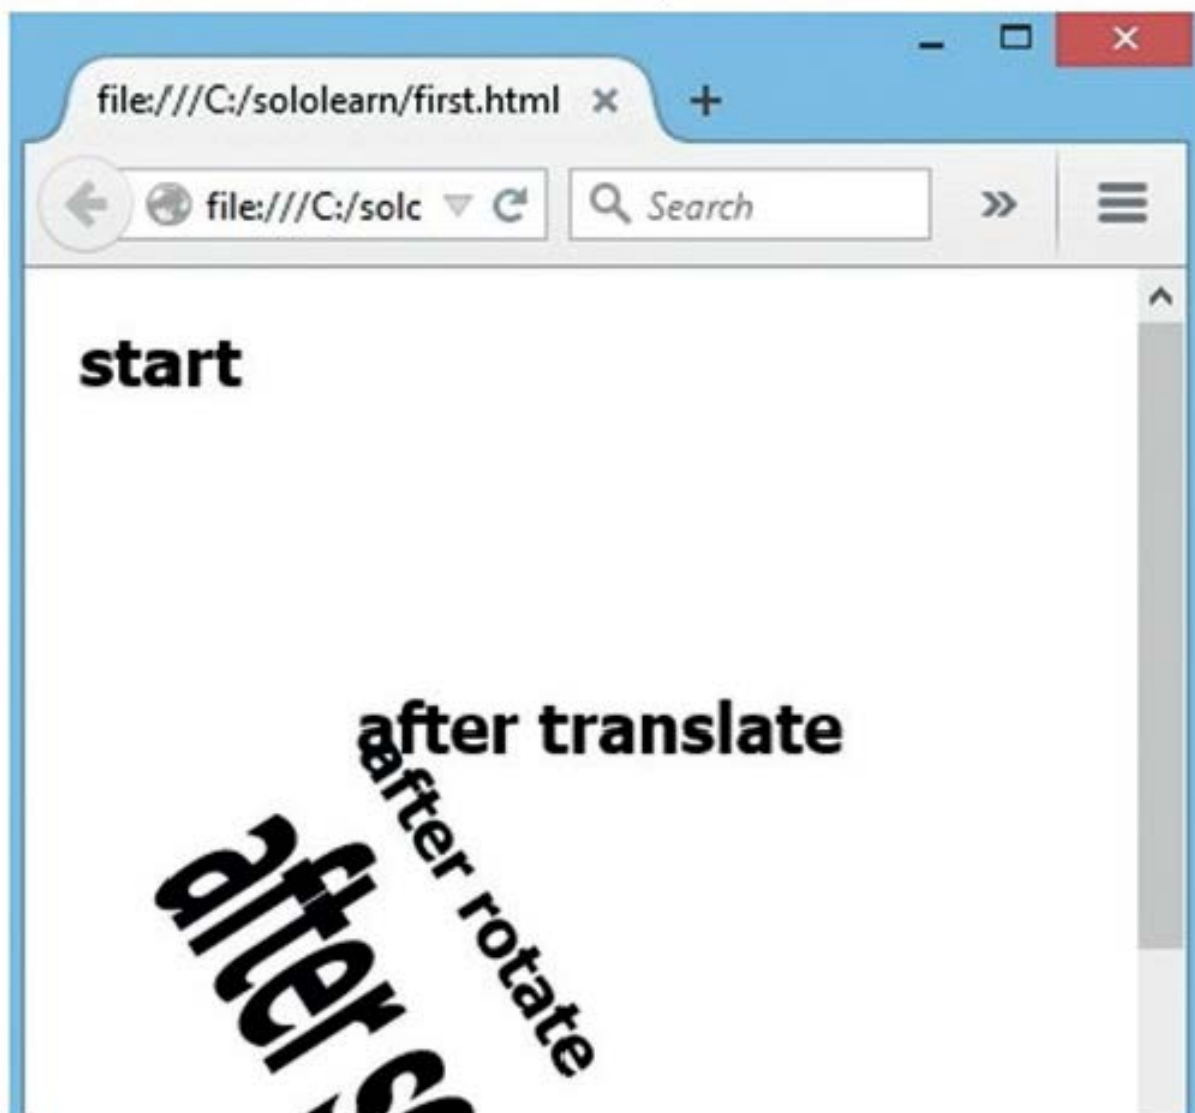 file:///C:/sololearn/first.html
file:///C:/solc
Search
start
after translate
after rotate
after